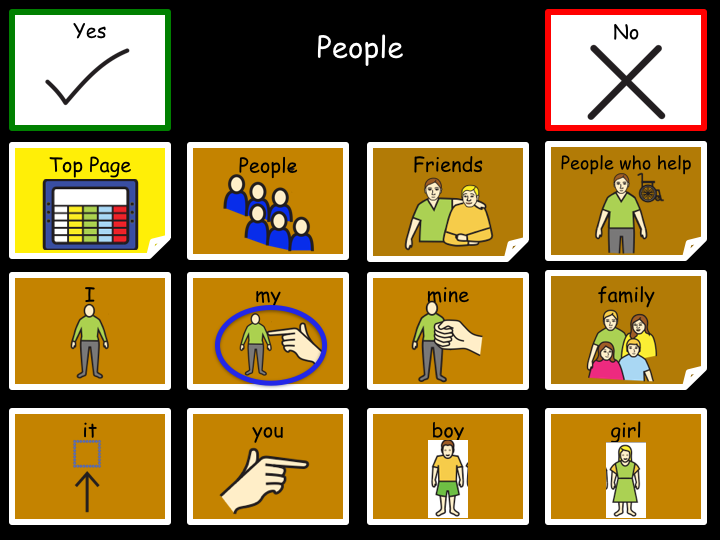 Yes
People
No
Top Page
People
Friends
People who help
I
my
mine
family
it
you
boy
girl